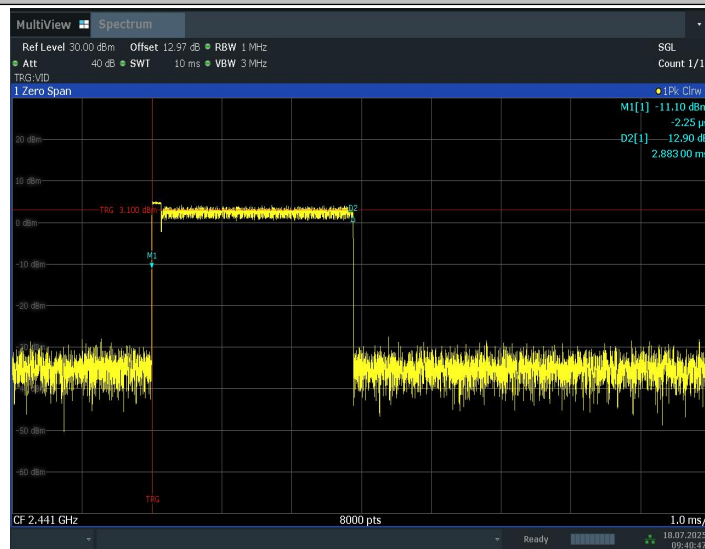 MultiView Spectrum
Ref Level 30.00 dBm Offset 12.97 dB RBW 1 MHz SGL
Att 40 dB SWT 10 ms VBW 3 MHz Count 1/1
TRG:VID
1 Zero Span 1Pk Clrw
M1[1] -11.10 dBm
-2.25 µs
20 dBm D2[1] 12.90 dB
2.883 00 ms
10 dBm
TRG 3.100 dBm D2
0 dBm
M1
-10 dBm
-20 dBm
-50 dBm
-60 dBm
TRG
CF 2.441 GHz 8000 pts 1.0 ms/
Ready 18.07.2025
09:40:47